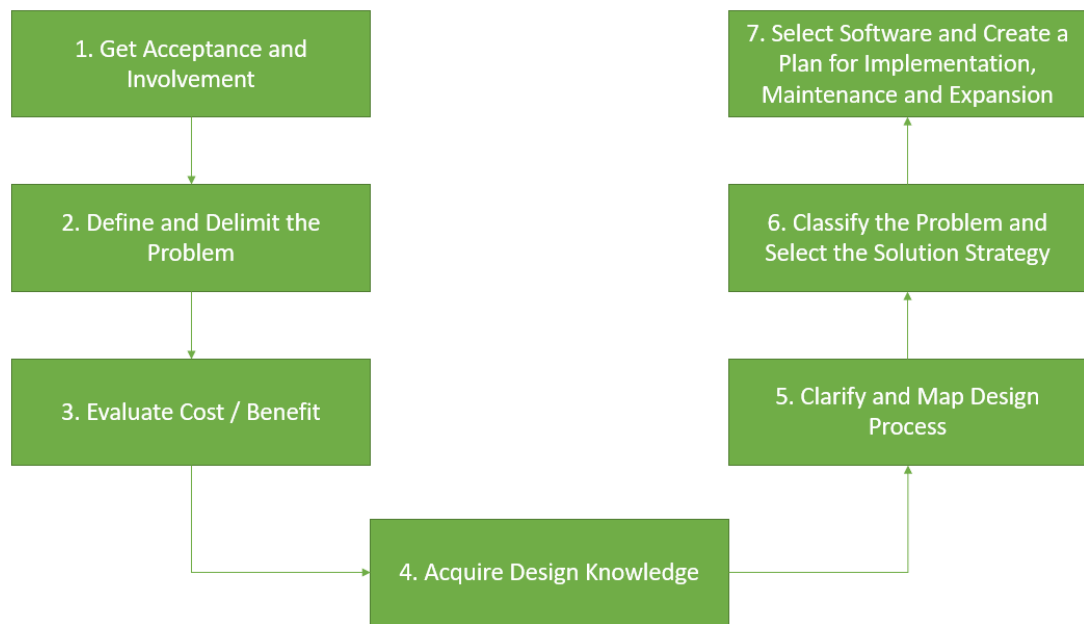 1. Get Acceptance and
Involvement
2. Define and Delimit the
Problem
3. Evaluate Cost / Benefit
4. Acquire Design Knowledge
5. Clarify and Map Design
Process
6. Classify the Problem and
Select the Solution Strategy
7. Select Software and Create a
Plan for Implementation,
Maintenance and Expansion